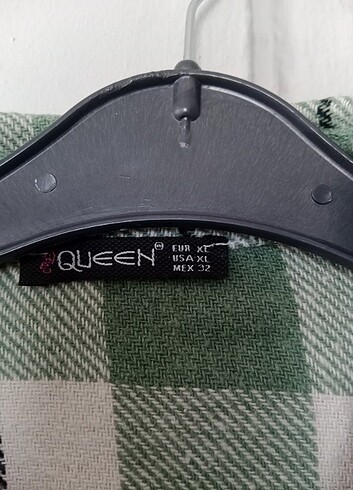 QUEEN
EUR XL
USA XL
MEX 32